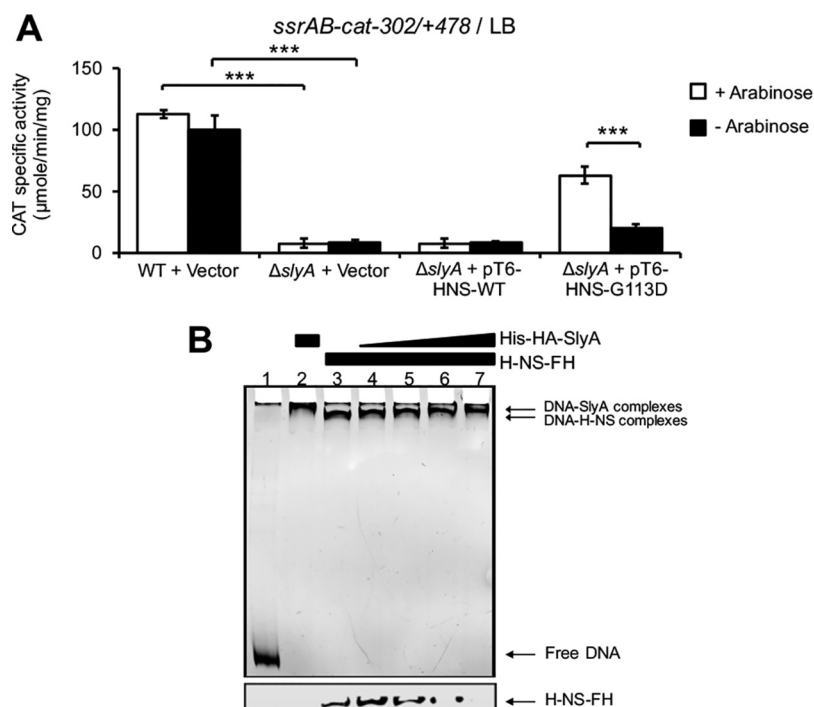 A
ssrAB-cat-302/+478 / LB
***
***
***
CAT specific activity
(µmole/min/mg)
150
100
50
0
+ Arabinose
- Arabinose
WT + Vector
ΔslyA + Vector
ΔslyA + pT6-
HNS-WT
ΔslyA + pT6-
HNS-G113D
B
His-HA-SlyA
H-NS-FH
1 2 3 4 5 6 7
DNA-SlyA complexes
DNA-H-NS complexes
Free DNA
H-NS-FH